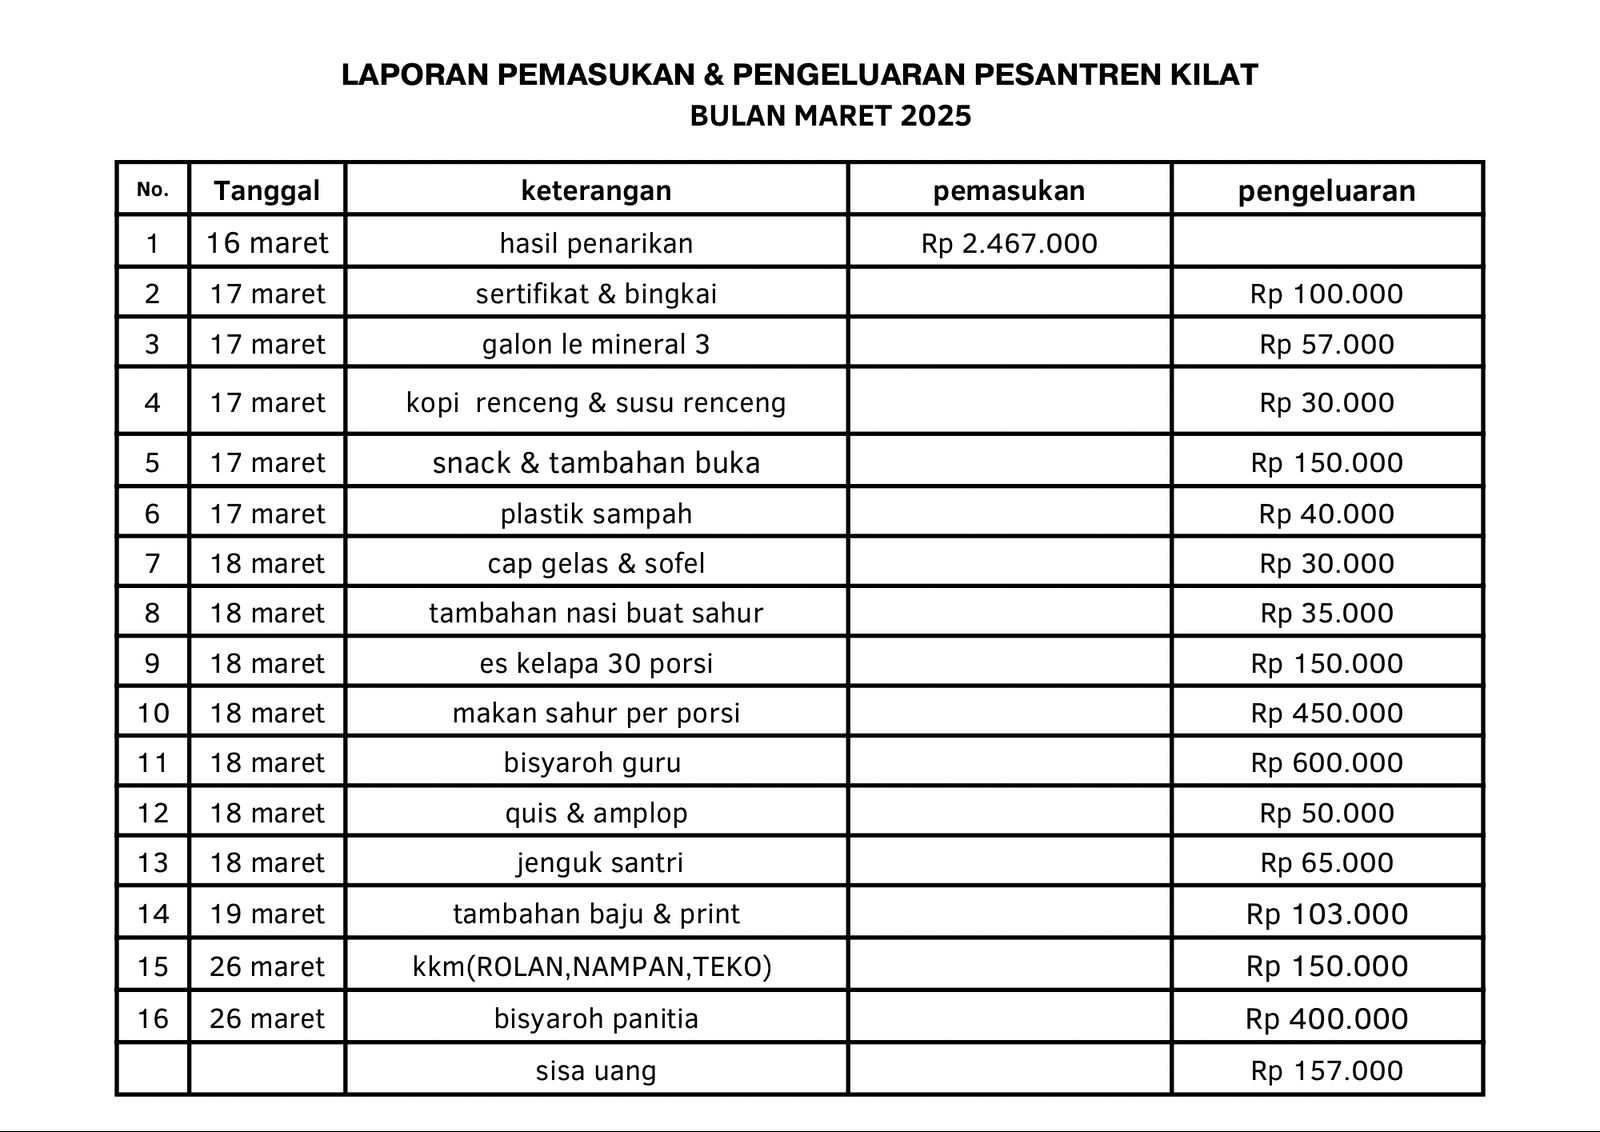 LAPORAN PEMASUKAN & PENGELUARAN PESANTREN KILAT
BULAN MARET 2025
No. Tanggal keterangan pemasukan pengeluaran
1 16 maret hasil penarikan Rp 2.467.000
2 17 maret sertifikat & bingkai Rp 100.000
3 17 maret galon le mineral 3 Rp 57.000
4 17 maret kopi renceng & susu renceng Rp 30.000
5 17 maret snack & tambahan buka Rp 150.000
6 17 maret plastik sampah Rp 40.000
7 18 maret cap gelas & sofel Rp 30.000
8 18 maret tambahan nasi buat sahur Rp 35.000
9 18 maret es kelapa 30 porsi Rp 150.000
10 18 maret makan sahur per porsi Rp 450.000
11 18 maret bisyaroh guru Rp 600.000
12 18 maret quis & amplop Rp 50.000
13 18 maret jenguk santri Rp 65.000
14 19 maret tambahan baju & print Rp 103.000
15 26 maret kkm(ROLAN,NAMPAN,TEKO) Rp 150.000
16 26 maret bisyaroh panitia Rp 400.000
sisa uang Rp 157.000